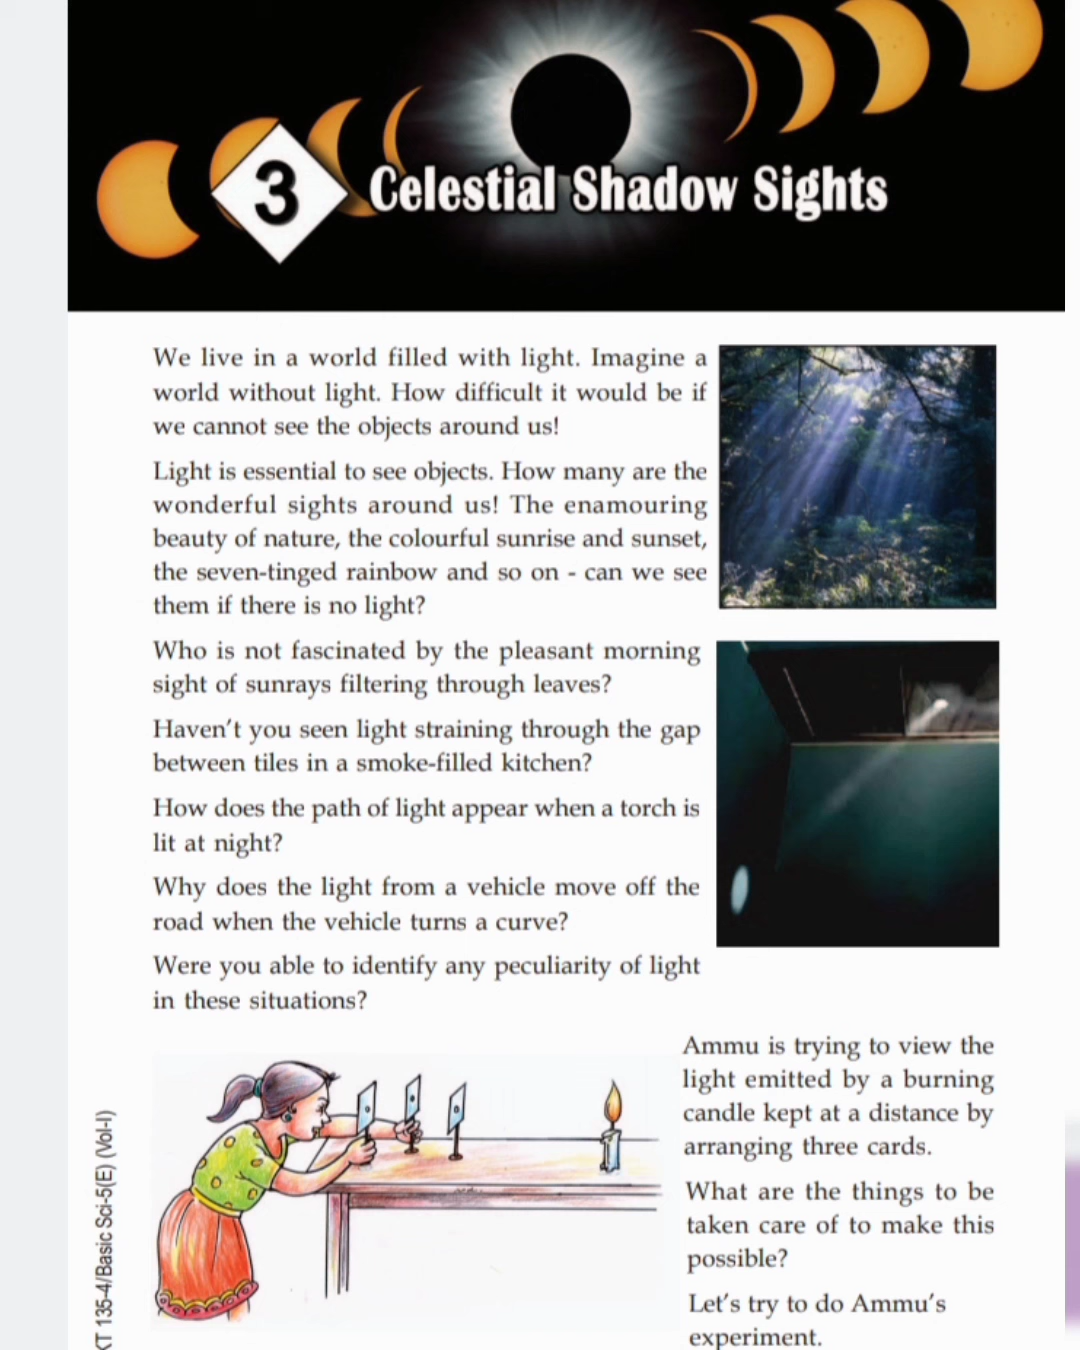 3
Celestial Shadow Sights
We live in a world filled with light. Imagine a
world without light. How difficult it would be if
we cannot see the objects around us!
Light is essential to see objects. How many are the
wonderful sights around us! The enamouring
beauty of nature, the colourful sunrise and sunset,
the seven-tinged rainbow and so on - can we see
them if there is no light?
Who is not fascinated by the pleasant morning
sight of sunrays filtering through leaves?
Haven't you seen light straining through the gap
between tiles in a smoke-filled kitchen?
How does the path of light appear when a torch is
lit at night?
Why does the light from a vehicle move off the
road when the vehicle turns a curve?
Were you able to identify any peculiarity of light
in these situations?
Ammu is trying to view the
light emitted by a burning
candle kept at a distance by
arranging three cards.
What are the things to be
taken care of to make this
possible?
Let's try to do Ammu's
experiment.
KT 135-4/Basic Sci-5(E) (Vol-I)